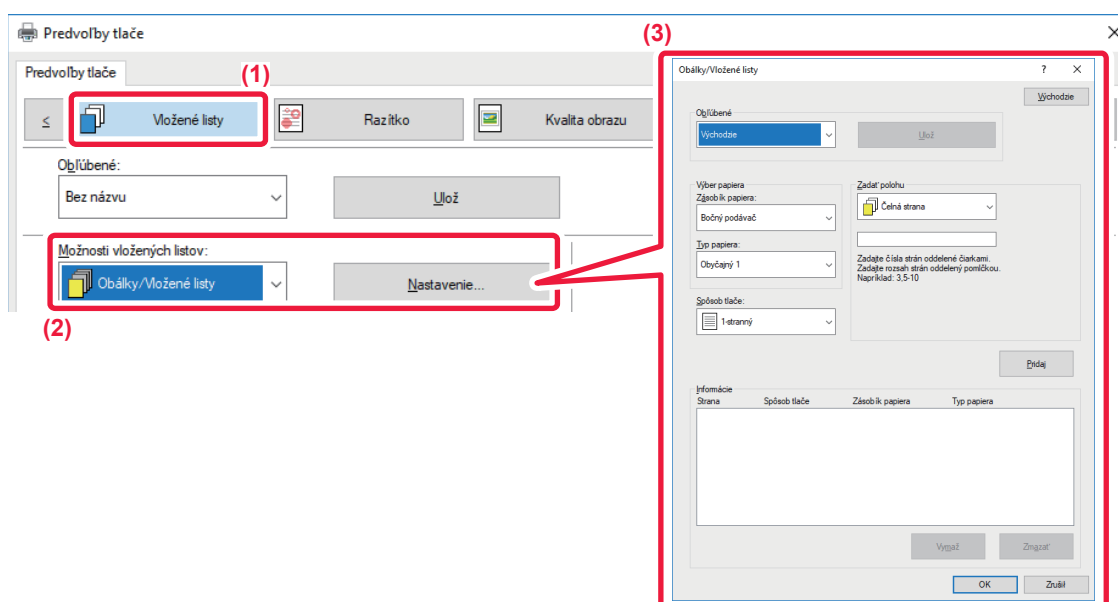 Predvoľby tlače
Predvoľby tlače
(1)
<
Vložené listy
Razítko
Kvalita obrazu
Obľúbené:
Bez názvu
Ulož
Možnosti vložených listov:
Obálky/Vložené listy
Nastavenie...
(2)
(3)
Obálky/Vložené listy
?
Východzie
Obľúbené
Východzie
Ulož
Výber papiera
Zásobík papiera:
Bočný podávač
Typ papiera:
Obyčajný 1
Spôsob tlače:
1-stranný
Zadať polohu
Čelná strana
Zadajte čísla strán oddelené čiarkami.
Zadajte rozsah strán oddelený pomlčkou.
Napríklad: 3,5-10
Pridaj
Informácie
Strana Spôsob tlače Zásobík papiera Typ papiera
Vymaž
Zmazať
OK
Zrušiť